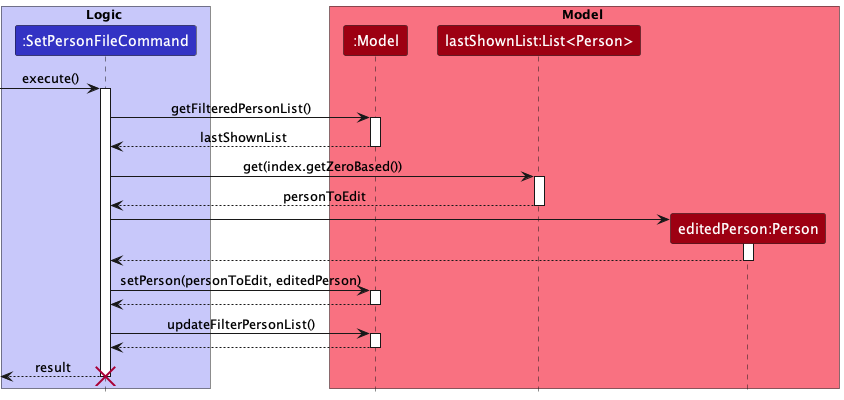 Logic
Model
:SetPersonFileCommand
:Model
lastShownList:List<Person>
execute()
getFilteredPersonList()
lastShownList
get(index.getZeroBased())
personToEdit
editedPerson:Person
setPerson(personToEdit, editedPerson)
updateFilterPersonList()
result